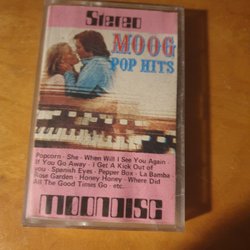 Stereo
MOOG
POP HITS
Popcorn - She - When Will I See You Again -
If You Go Away - I Get A Kick Out of
you - Spanish Eyes - Pepper Box - La Bamba -
Rose Garden - Honey Honey - Where Did
All The Good Times Go - etc.
MOONDISC